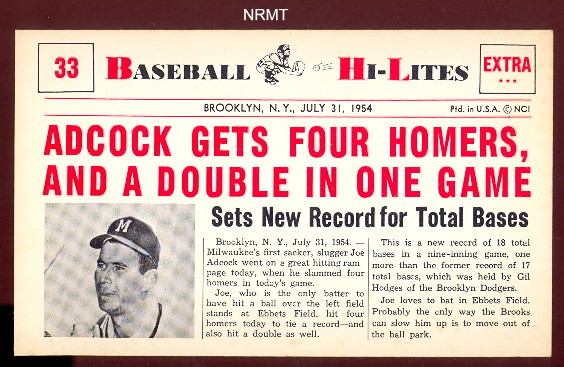 NRMT
33 BASEBALL HI-LITES EXTRA
BROOKLYN, N. Y., JULY 31, 1954 Ptd. in U.S.A. © NCI
ADCOCK GETS FOUR HOMERS,
AND A DOUBLE IN ONE GAME
Sets New Record for Total Bases
M
Brooklyn, N. Y., July 31, 1954. —
Milwaukee's first sacker, slugger Joe
Adcock went on a great hitting ram
page today, when he slammed four
homers in today's game.
Joe, who is the only batter to
have hit a ball over the left field
stands at Ebbets Field, hit four
homers today to tie a record—and
also hit a double as well.
This is a new record of 18 total
bases in a nine-inning game, one
more than the former record of 17
total bases, which was held by Gil
Hodges of the Brooklyn Dodgers.
Joe loves to bat in Ebbets Field.
Probably the only way the Brooks
can slow him up is to move out of
the ball park.